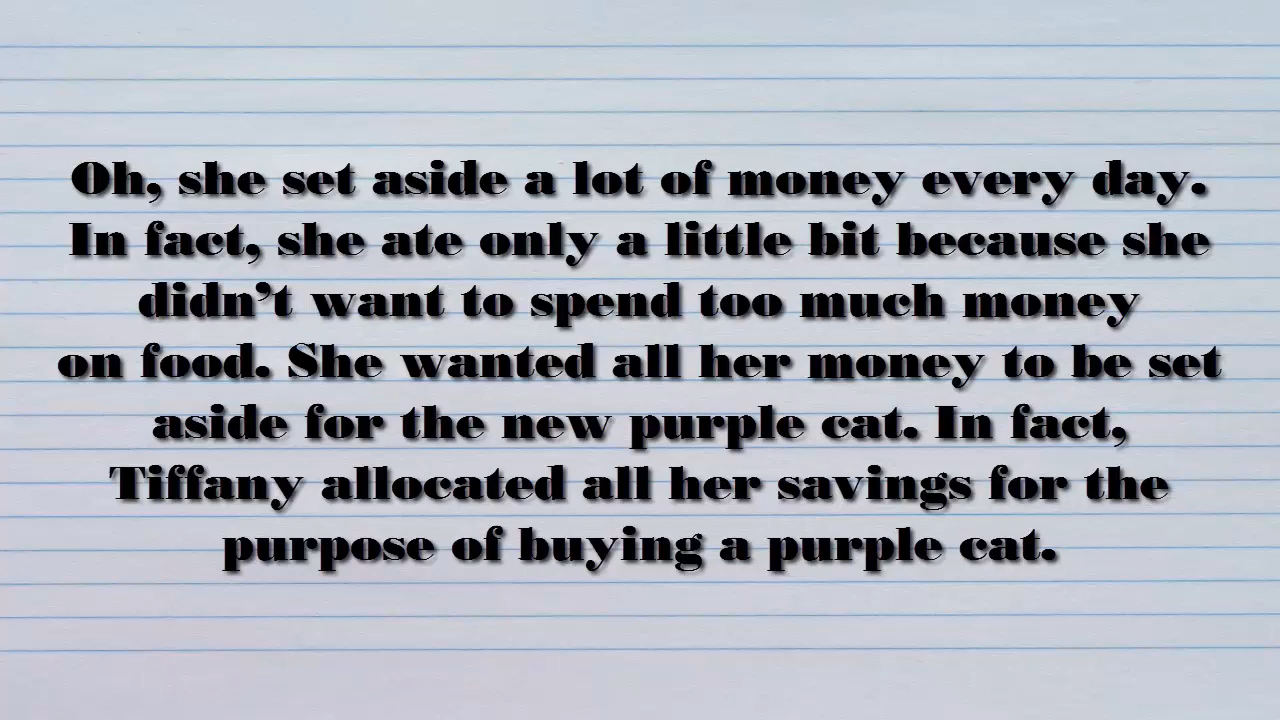 Oh, she set aside a lot of money every day.
In fact, she ate only a little bit because she
didn’t want to spend too much money
on food. She wanted all her money to be set
aside for the new purple cat. In fact,
Tiffany allocated all her savings for the
purpose of buying a purple cat.